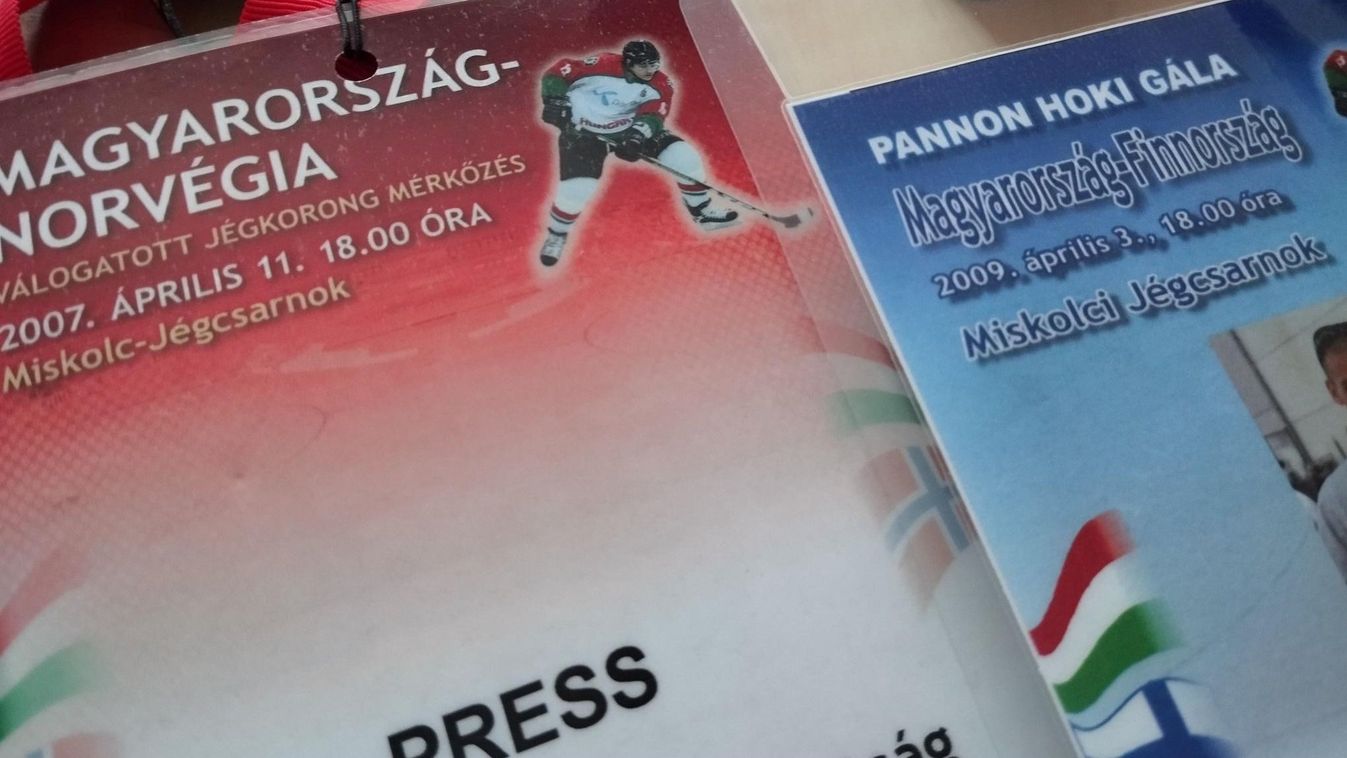 MAGYARORSZÁG-
NORVÉGIA
VÁLOGATOTT JÉGKORONG MÉRKŐZÉS
2007. ÁPRILIS 11. 18.00 ÓRA
Miskolc-Jégcsarnok
HUNGARY
PRESS
PANNON HOKI GÁLA
Magyarország-Finnország
2009. április 3., 18.00 óra
Miskolci Jégcsarnok